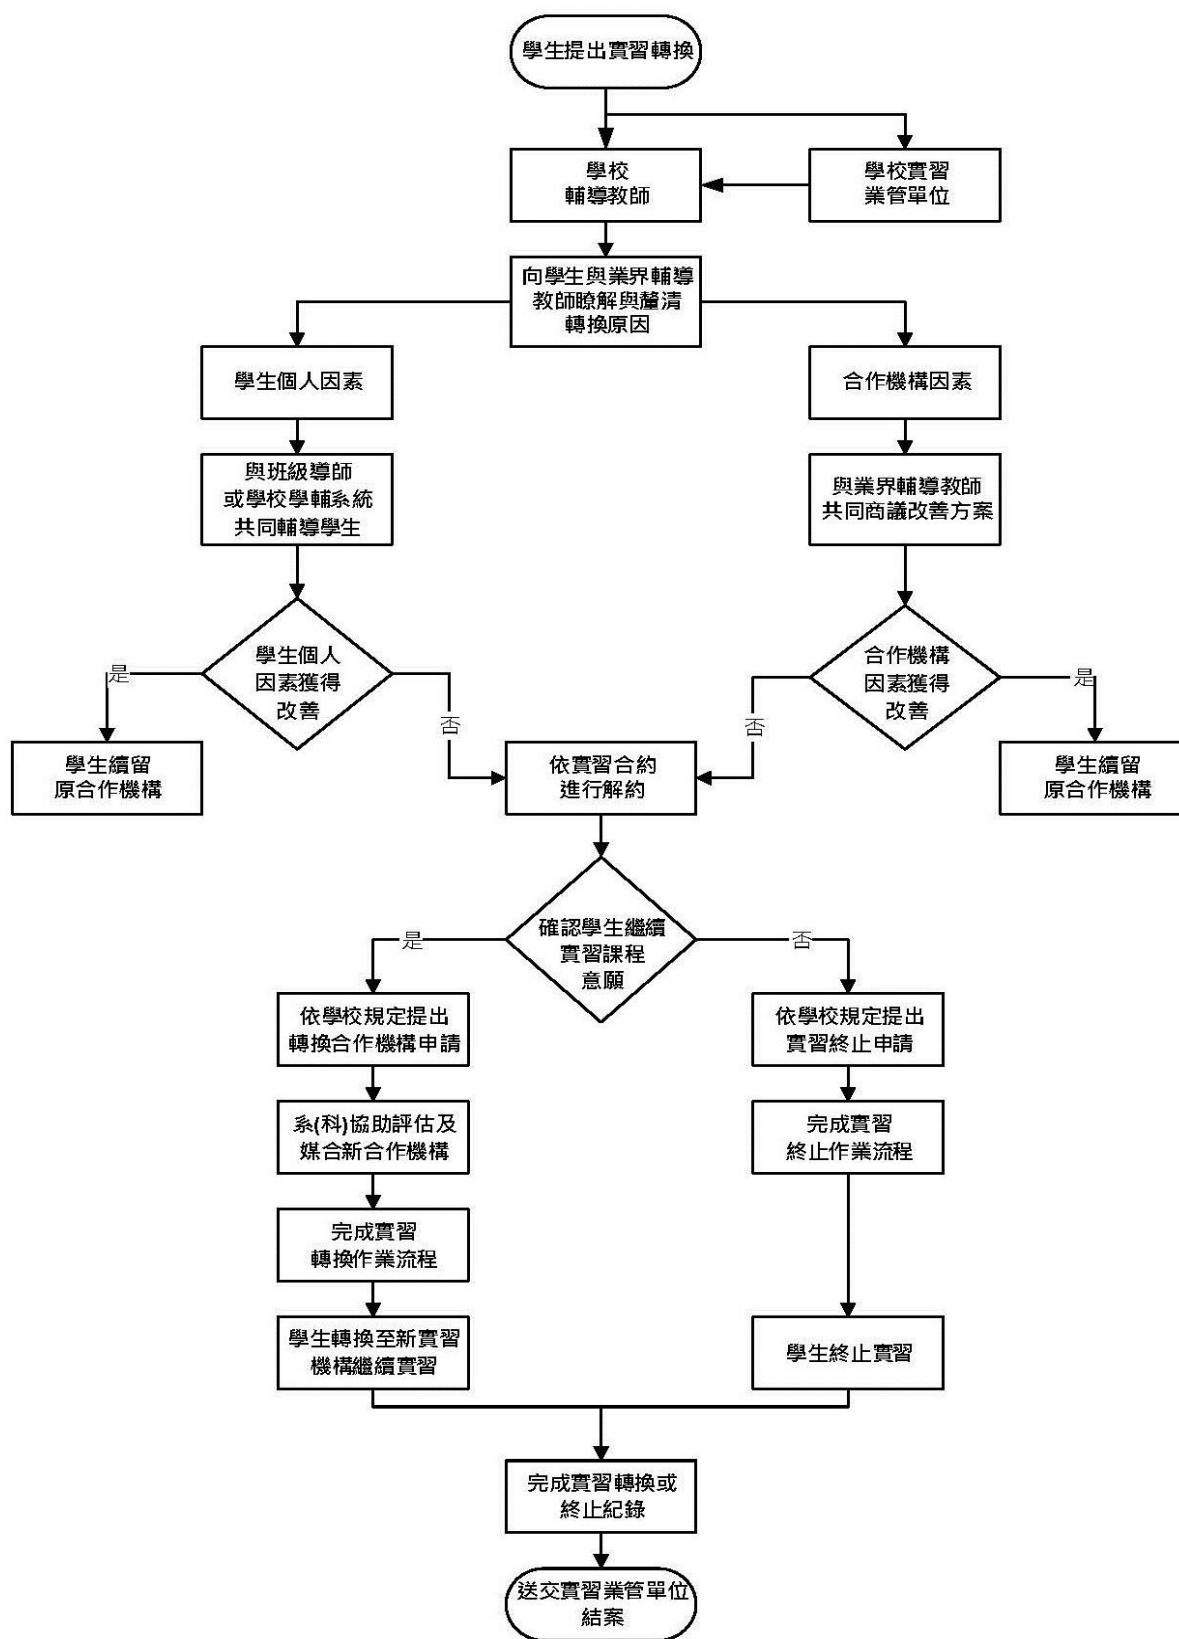 學生提出實習轉換
學校
輔導教師
學校實習
業管單位
向學生與業界輔導
教師瞭解與釐清
轉換原因
學生個人因素
合作機構因素
與班級導師
或學校學輔系統
共同輔導學生
與業界輔導教師
共同商議改善方案
學生個人
因素獲得
改善
合作機構
因素獲得
改善
是
否
否
是
學生續留
原合作機構
依實習合約
進行解約
學生續留
原合作機構
確認學生繼續
實習課程
意願
是
否
依學校規定提出
轉換合作機構申請
依學校規定提出
實習終止申請
系(科)協助評估及
媒合新合作機構
完成實習
終止作業流程
完成實習
轉換作業流程
學生轉換至新實習
機構繼續實習
學生終止實習
完成實習轉換或
終止紀錄
送交實習業管單位
結案